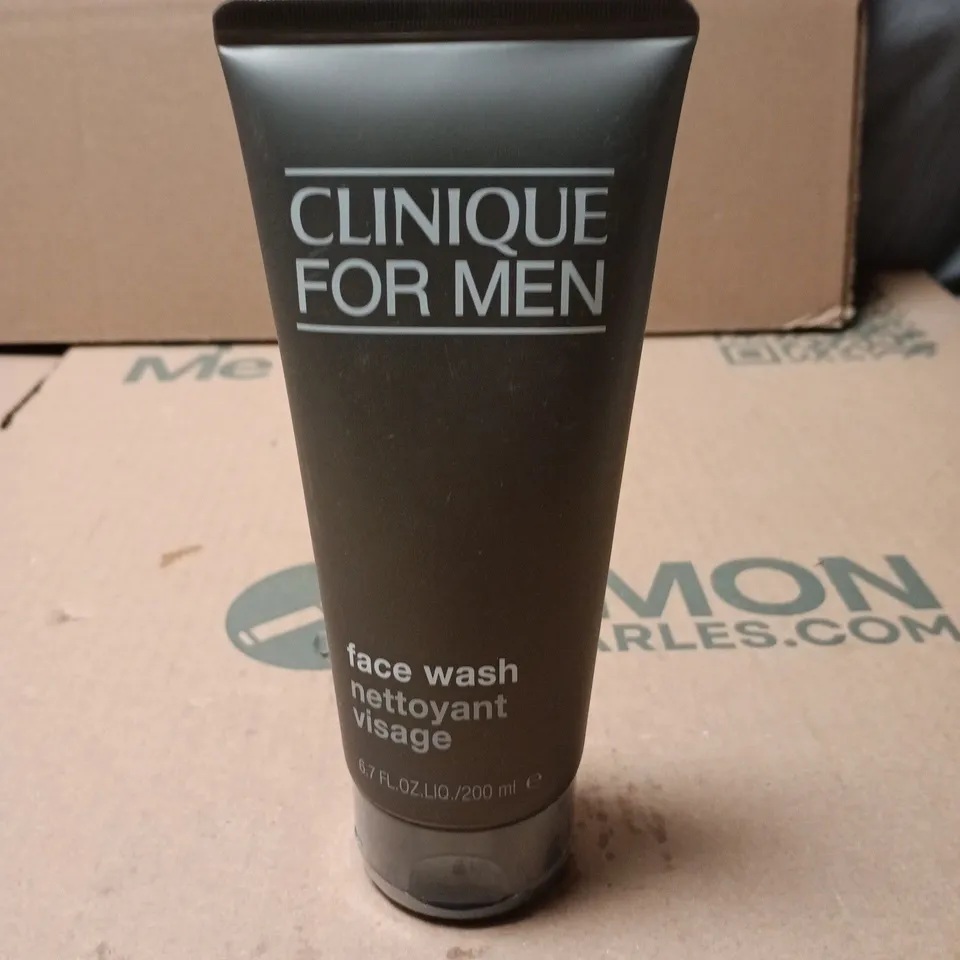 CLINIQUE
FOR MEN
face wash
nettoyant
visage
6.7 FL.OZ.LIQ./200 ml ℮
Me
MON
ARLES.COM